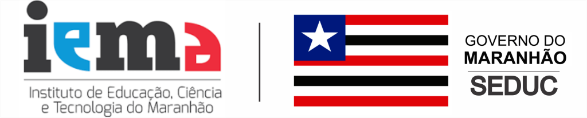 iema
Instituto de Educação, Ciência
e Tecnologia do Maranhão
GOVERNO DO
MARANHÃO
SEDUC